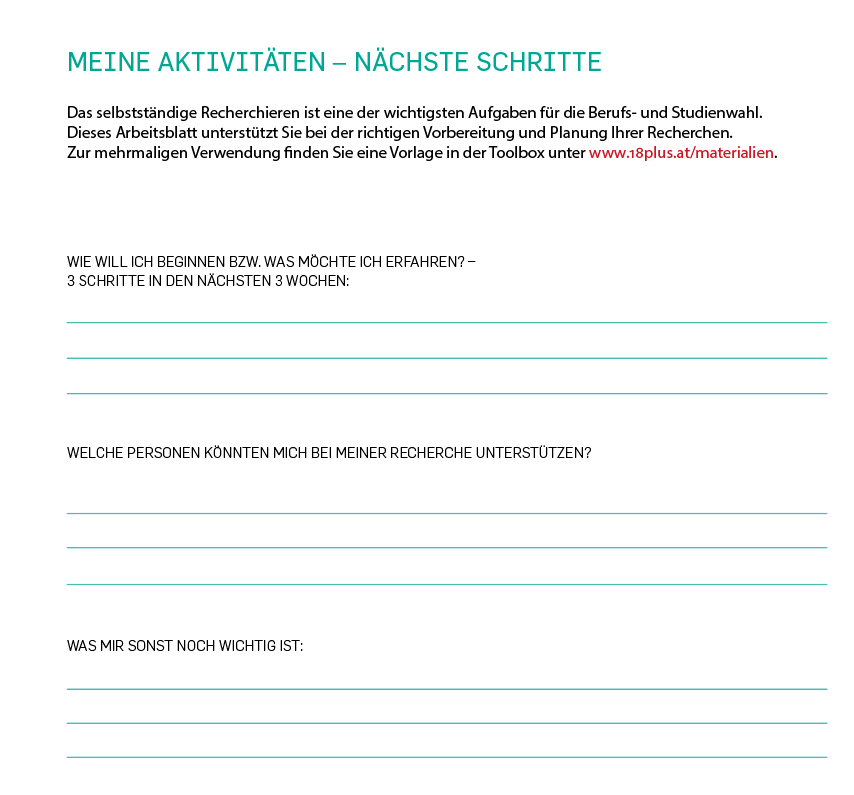 MEINE AKTIVITÄTEN – NÄCHSTE SCHRITTE
Das selbstständige Recherchieren ist eine der wichtigsten Aufgaben für die Berufs- und Studienwahl.
Dieses Arbeitsblatt unterstützt Sie bei der richtigen Vorbereitung und Planung Ihrer Recherchen.
Zur mehrmaligen Verwendung finden Sie eine Vorlage in der Toolbox unter www.18plus.at/materialien.
WIE WILL ICH BEGINNEN BZW. WAS MÖCHTE ICH ERFAHREN? –
3 SCHRITTE IN DEN NÄCHSTEN 3 WOCHEN:
WELCHE PERSONEN KÖNNTEN MICH BEI MEINER RECHERCHE UNTERSTÜTZEN?
WAS MIR SONST NOCH WICHTIG IST: